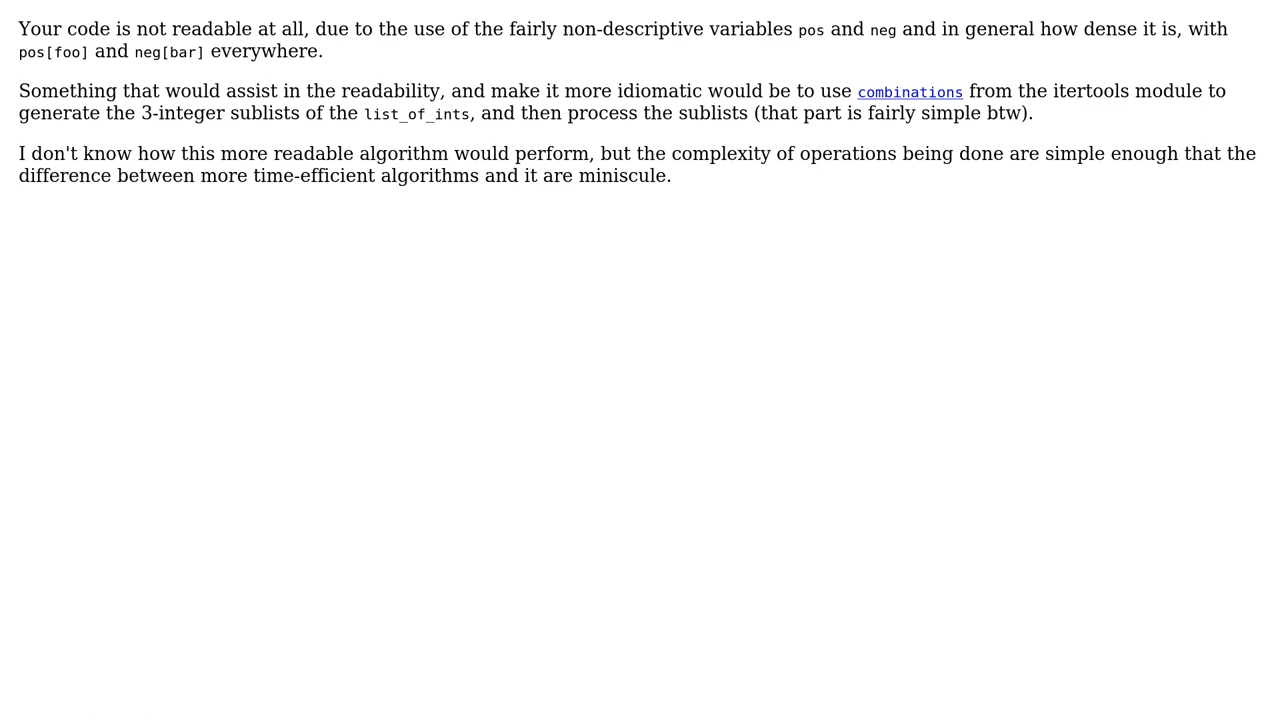 Your code is not readable at all, due to the use of the fairly non-descriptive variables pos and neg and in general how dense it is, with
pos[foo] and neg[bar] everywhere.
Something that would assist in the readability, and make it more idiomatic would be to use combinations from the itertools module to
generate the 3-integer sublists of the list_of_ints, and then process the sublists (that part is fairly simple btw).
I don't know how this more readable algorithm would perform, but the complexity of operations being done are simple enough that the
difference between more time-efficient algorithms and it are miniscule.